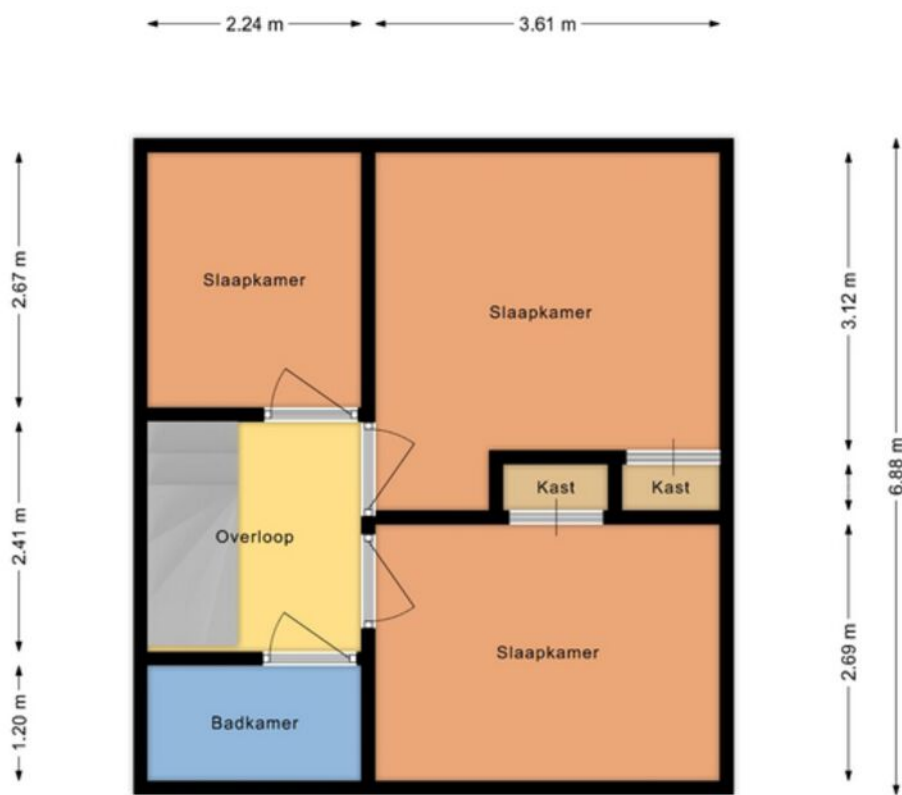 2.24 m
3.61 m
2.67 m
2.41 m
1.20 m
Slaapkamer
Slaapkamer
Kast
Kast
Overloop
Slaapkamer
Badkamer
3.12 m
2.69 m
6.88 m